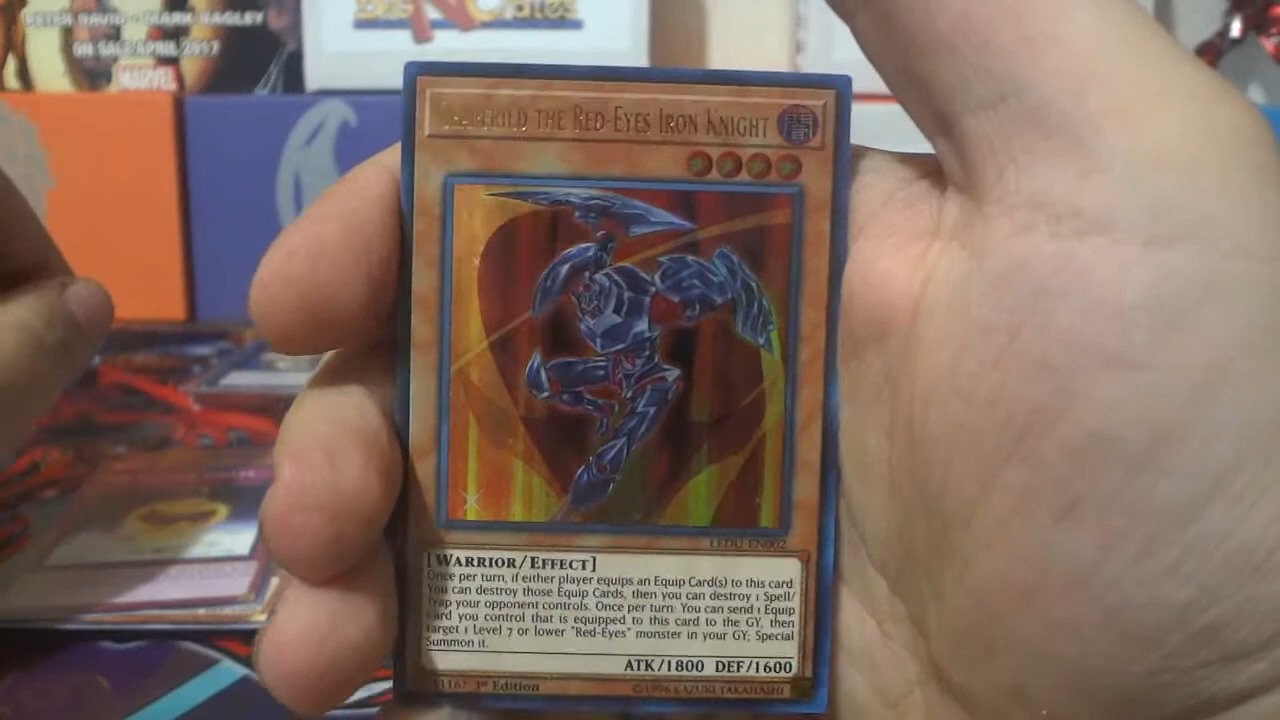 PETER DAVID • MARK BAGLEY
ON SALE APRIL 2017
MARVEL
THE RED-EYES IRON KNIGHT
闇
LEDU-EN002
[WARRIOR/EFFECT]
Once per turn, if either player equips an Equip Card(s) to this card:
You can destroy those Equip Cards, then you can destroy 1 Spell/
Trap your opponent controls. Once per turn: You can send 1 Equip
Card you control that is equipped to this card to the GY, then
target 1 Level 7 or lower "Red-Eyes" monster in your GY; Special
Summon it.
ATK/1800 DEF/1600
1st Edition
©1996 KAZUKI TAKAHASHI